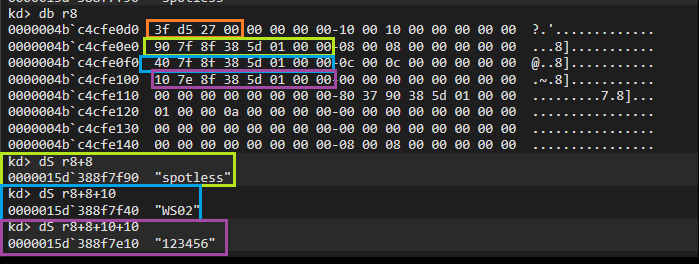 kd> db r8
0000004b`c4cfe0d0  3f d5 27 00 00 00 00 00-10 00 10 00 00 00 00 00  ?.'.............
0000004b`c4cfe0e0  90 7f 8f 38 5d 01 00 00-08 00 08 00 00 00 00 00  ...8]...........
0000004b`c4cfe0f0  40 7f 8f 38 5d 01 00 00-0c 00 0c 00 00 00 00 00  @..8]...........
0000004b`c4cfe100  10 7e 8f 38 5d 01 00 00-00 00 00 00 00 00 00 00  .~.8]...........
0000004b`c4cfe110  00 00 00 00 00 00 00 00-80 37 90 38 5d 01 00 00  .........7.8]...
0000004b`c4cfe120  01 00 00 0a 00 00 00 00-00 00 00 00 00 00 00 00  ................
0000004b`c4cfe130  00 00 00 00 00 00 00 00-00 00 00 00 00 00 00 00  ................
0000004b`c4cfe140  00 00 00 00 00 00 00 00-08 00 08 00 00 00 00 00  ................
kd> dS r8+8
0000015d`388f7f90  "spotless"
kd> dS r8+8+10
0000015d`388f7f40  "WS02"
kd> dS r8+8+10+10
0000015d`388f7e10  "123456"